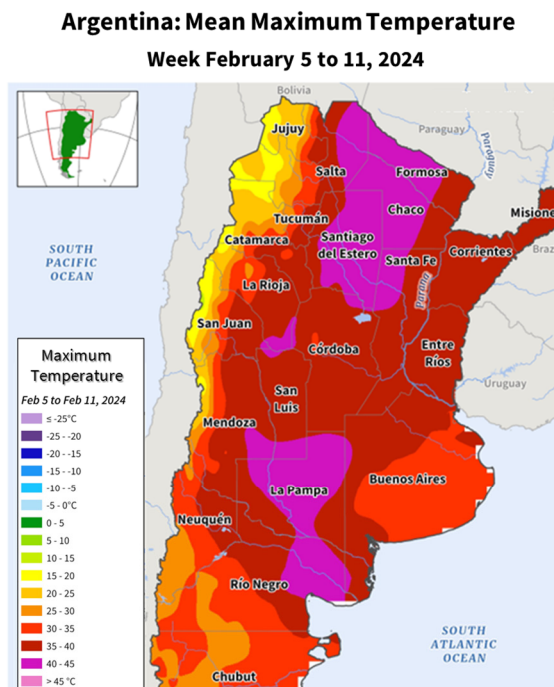 Argentina: Mean Maximum Temperature
Week February 5 to 11, 2024
Bolivia
Jujuy
Paraguay
Paraguay
Salta
Formosa
Chaco
Misione
Tucumán
Catamarca
Santiago
del Estero
Santa Fe
Corrientes
Braz
SOUTH
PACIFIC
OCEAN
La Rioja
Paraná
San Juan
Córdoba
Entre
Ríos
Uruguay
San
Luis
Mendoza
La Pampa
Buenos Aires
Neuquén
Río Negro
SOUTH
ATLANTIC
OCEAN
Chubut
Maximum
Temperature
Feb 5 to Feb 11, 2024
≤ -25°C
-25 - -20
-20 - -15
-15 - -10
-10 - -5
-5 - 0°C
0 - 5
5 - 10
10 - 15
15 - 20
20 - 25
25 - 30
30 - 35
35 - 40
40 - 45
> 45 °C